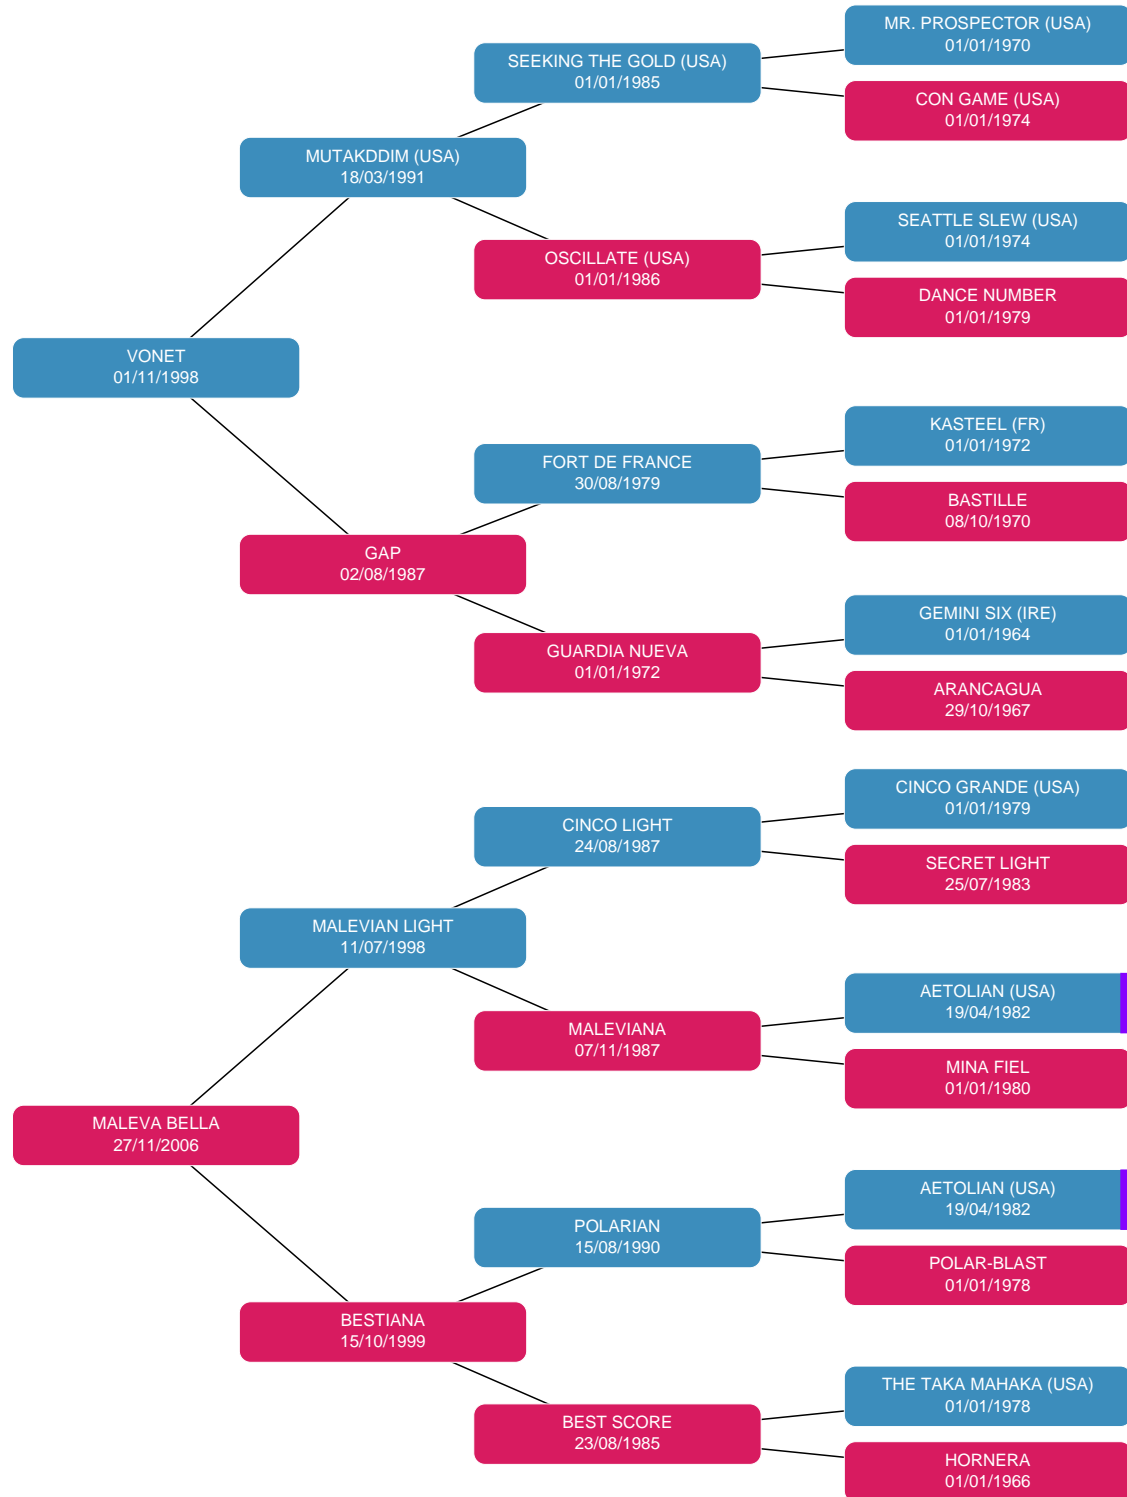 MR. PROSPECTOR (USA)
01/01/1970
SEEKING THE GOLD (USA)
01/01/1985
CON GAME (USA)
01/01/1974
MUTAKDDIM (USA)
18/03/1991
SEATTLE SLEW (USA)
01/01/1974
OSCILLATE (USA)
01/01/1986
DANCE NUMBER
01/01/1979
VONET
01/11/1998
KASTEEL (FR)
01/01/1972
FORT DE FRANCE
30/08/1979
BASTILLE
08/10/1970
GAP
02/08/1987
GEMINI SIX (IRE)
01/01/1964
GUARDIA NUEVA
01/01/1972
ARANCAGUA
29/10/1967
CINCO GRANDE (USA)
01/01/1979
CINCO LIGHT
24/08/1987
SECRET LIGHT
25/07/1983
MALEVIAN LIGHT
11/07/1998
AETOLIAN (USA)
19/04/1982
MALEVIANA
07/11/1987
MINA FIEL
01/01/1980
MALEVA BELLA
27/11/2006
AETOLIAN (USA)
19/04/1982
POLARIAN
15/08/1990
POLAR-BLAST
01/01/1978
BESTIANA
15/10/1999
THE TAKA MAHAKA (USA)
01/01/1978
BEST SCORE
23/08/1985
HORNERA
01/01/1966